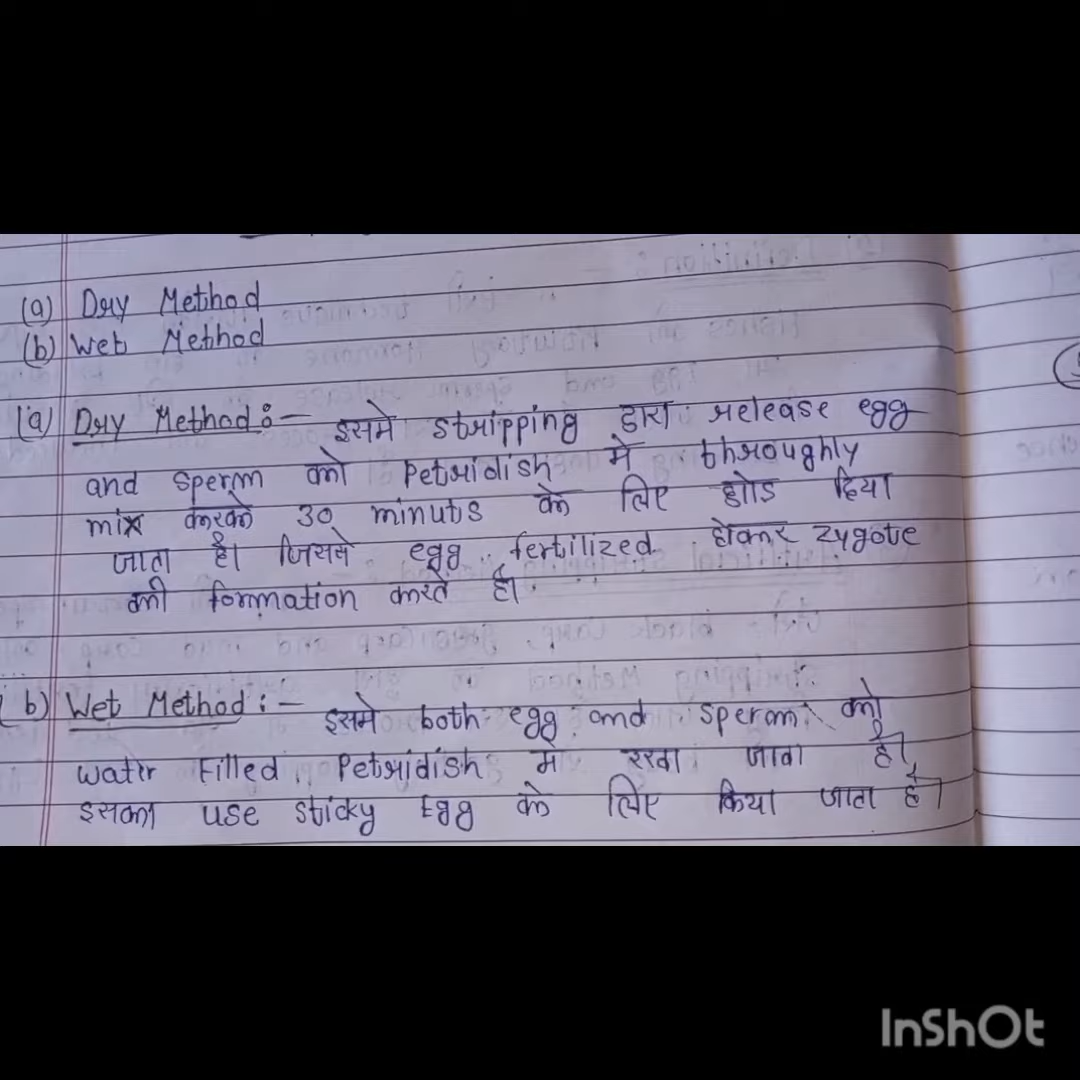 (a) Dry Method
(b) Wet Method
(a) Dry Method :- इसमे stripping द्वारा release egg
and sperm को Petridish मे throughly
mix करके 30 minuts के लिए छोड दिया
जाता है। जिससे egg fertilized होकर zygote
की formation करते है।
(b) Wet Method :- इसमे both egg and sperm को
water Filled Petridish मे रखा जाता है।
इसका use sticky Egg के लिए किया जाता है।
InShOt